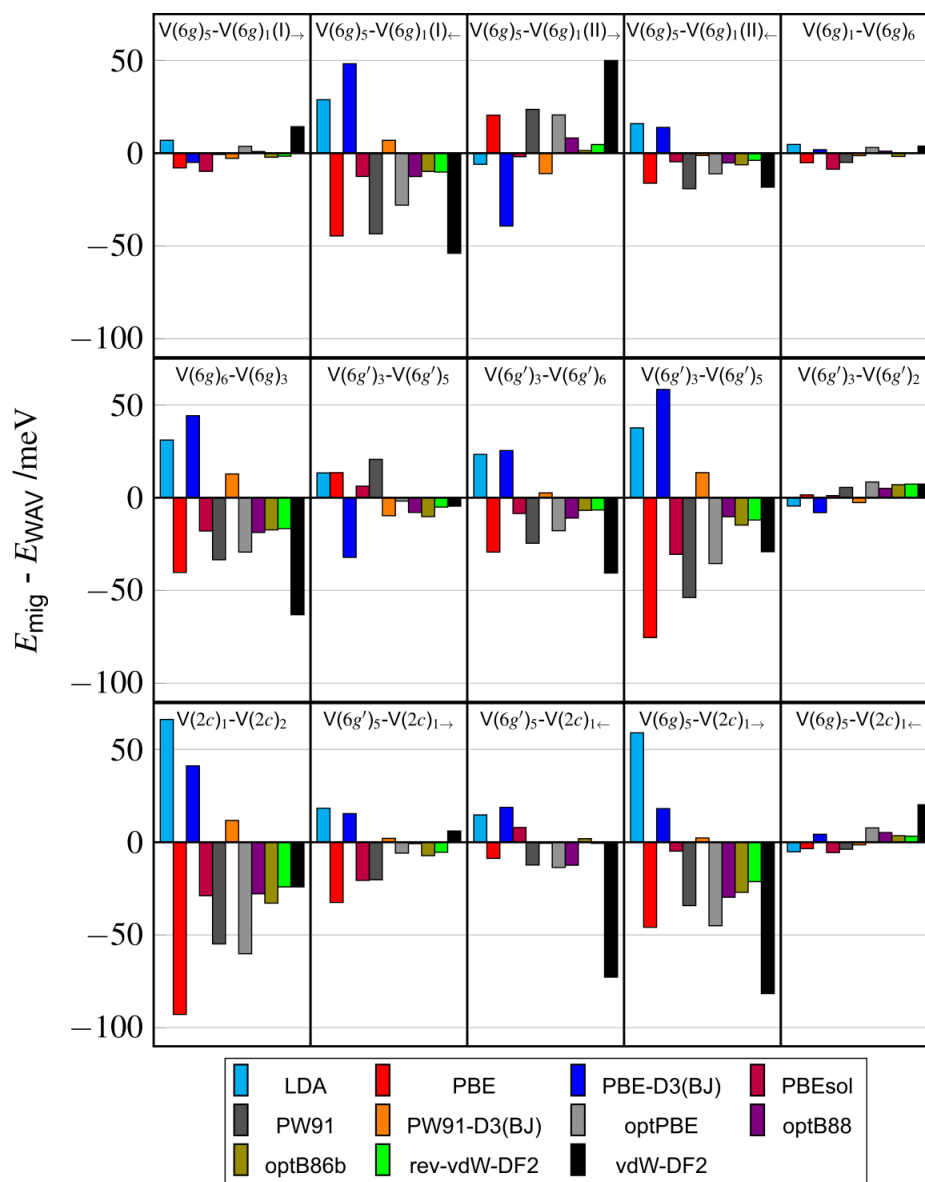 V(6g)₅-V(6g)₁(I)→ V(6g)₅-V(6g)₁(I)← V(6g)₅-V(6g)₁(II)→ V(6g)₅-V(6g)₁(II)← V(6g)₁-V(6g)₆
50
0
−50
−100
V(6g)₆-V(6g)₃ V(6g′)₃-V(6g′)₅ V(6g′)₃-V(6g′)₆ V(6g′)₃-V(6g′)₅ V(6g′)₃-V(6g′)₂
50
0
−50
−100
E_mig - E_WAV /meV
V(2c)₁-V(2c)₂ V(6g′)₅-V(2c)₁→ V(6g′)₅-V(2c)₁← V(6g)₅-V(2c)₁→ V(6g)₅-V(2c)₁←
50
0
−50
−100
LDA PBE PBE-D3(BJ) PBEsol
PW91 PW91-D3(BJ) optPBE optB88
optB86b rev-vdW-DF2 vdW-DF2